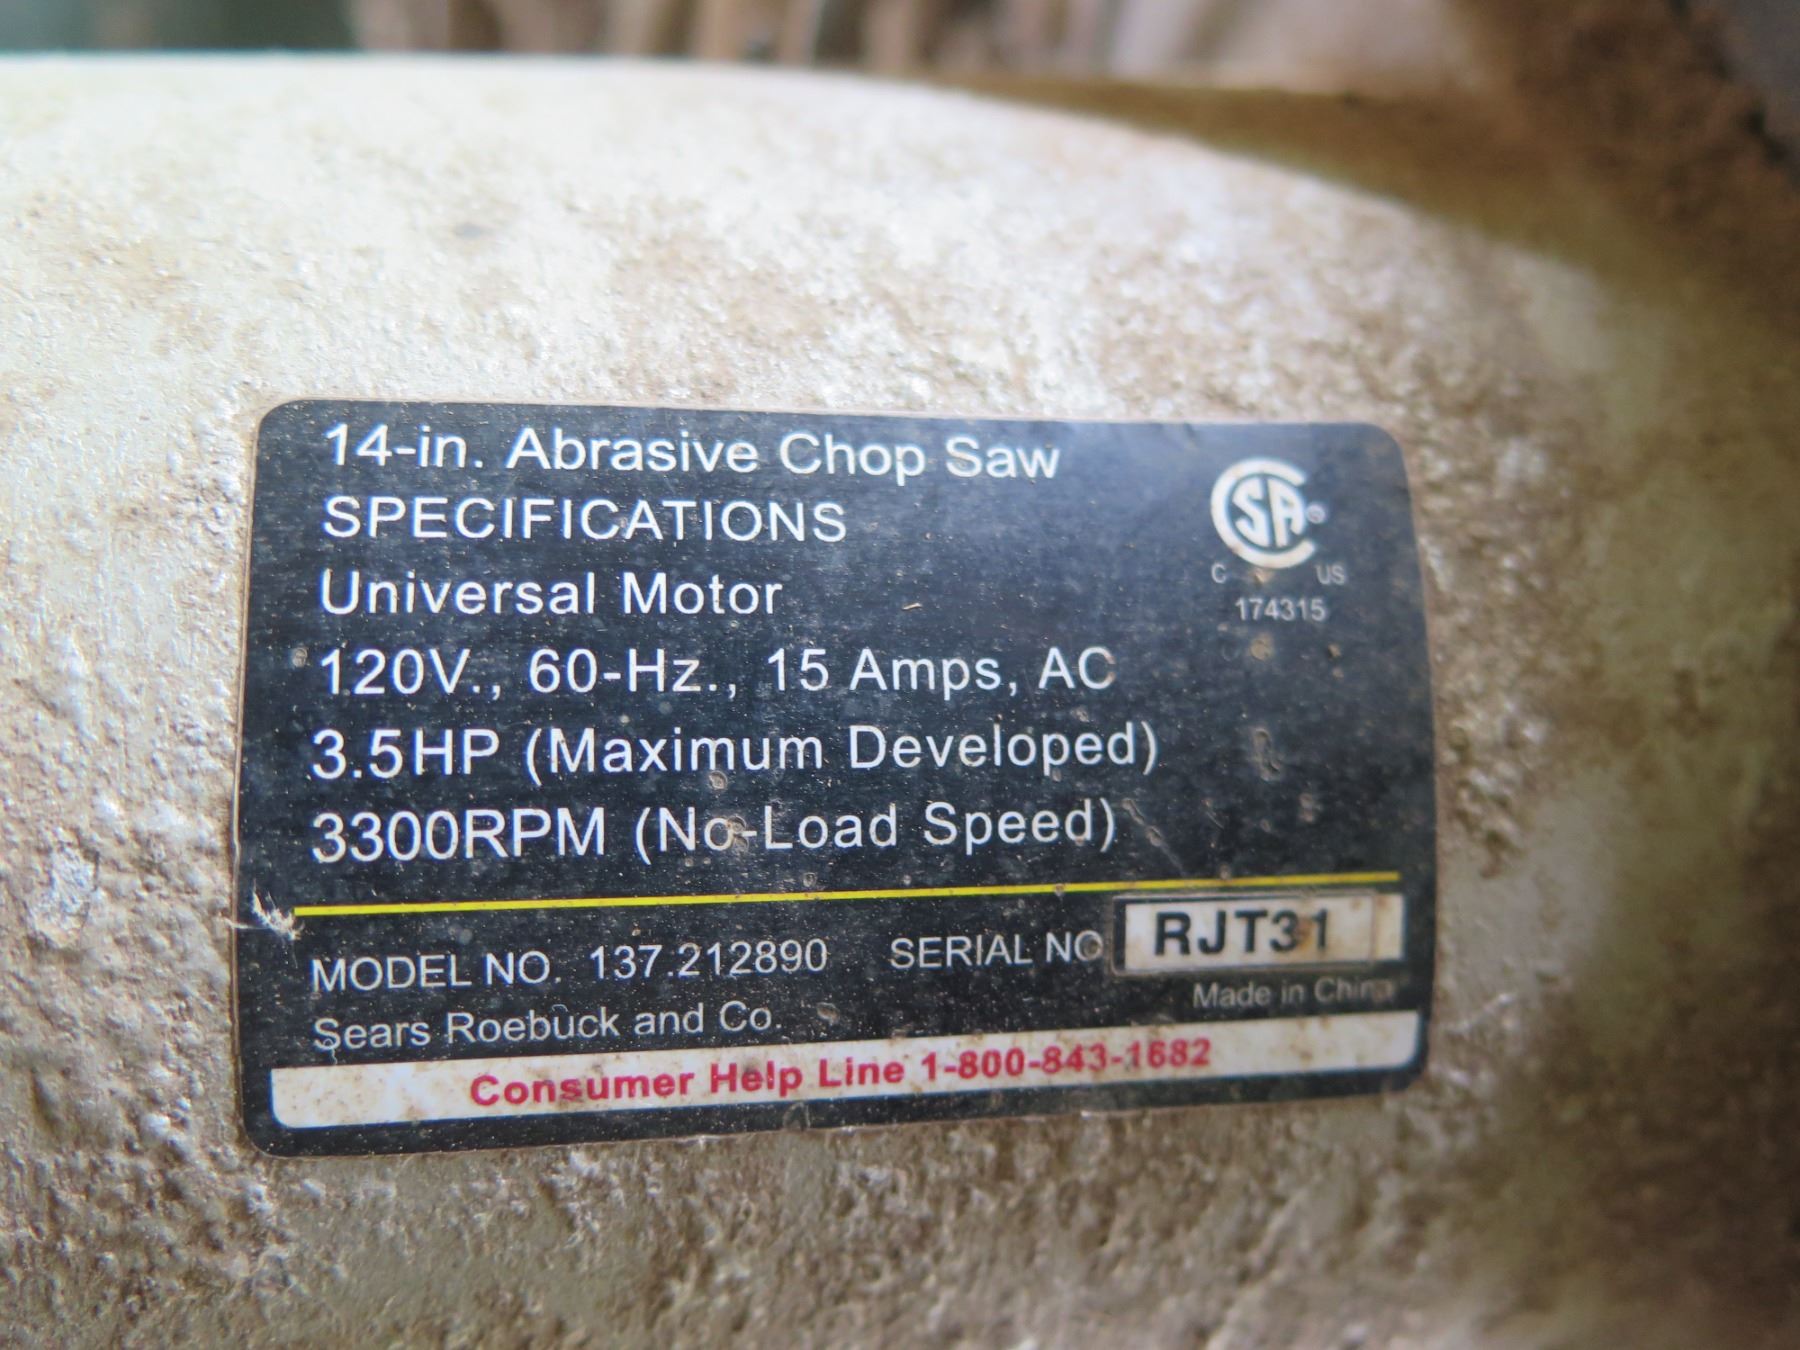 14-in. Abrasive Chop Saw
SPECIFICATIONS
Universal Motor
120V., 60-Hz., 15 Amps, AC
3.5HP (Maximum Developed)
3300RPM (No-Load Speed)
CSA®
C US
174315
MODEL NO. 137.212890 SERIAL NO RJT31
Made in China
Sears Roebuck and Co.
Consumer Help Line 1-800-843-1682